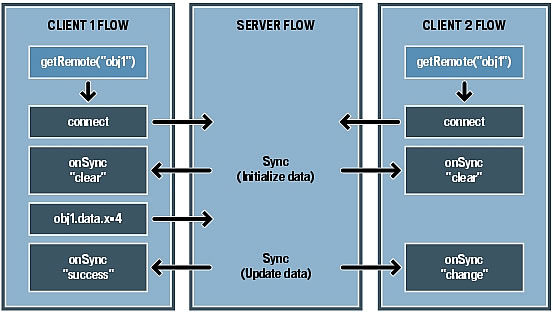 CLIENT 1 FLOW
getRemote("obj1")
connect
onSync
"clear"
obj1.data.x=4
onSync
"success"
SERVER FLOW
Sync
(Initialize data)
Sync
(Update data)
CLIENT 2 FLOW
getRemote("obj1")
connect
onSync
"clear"
onSync
"change"